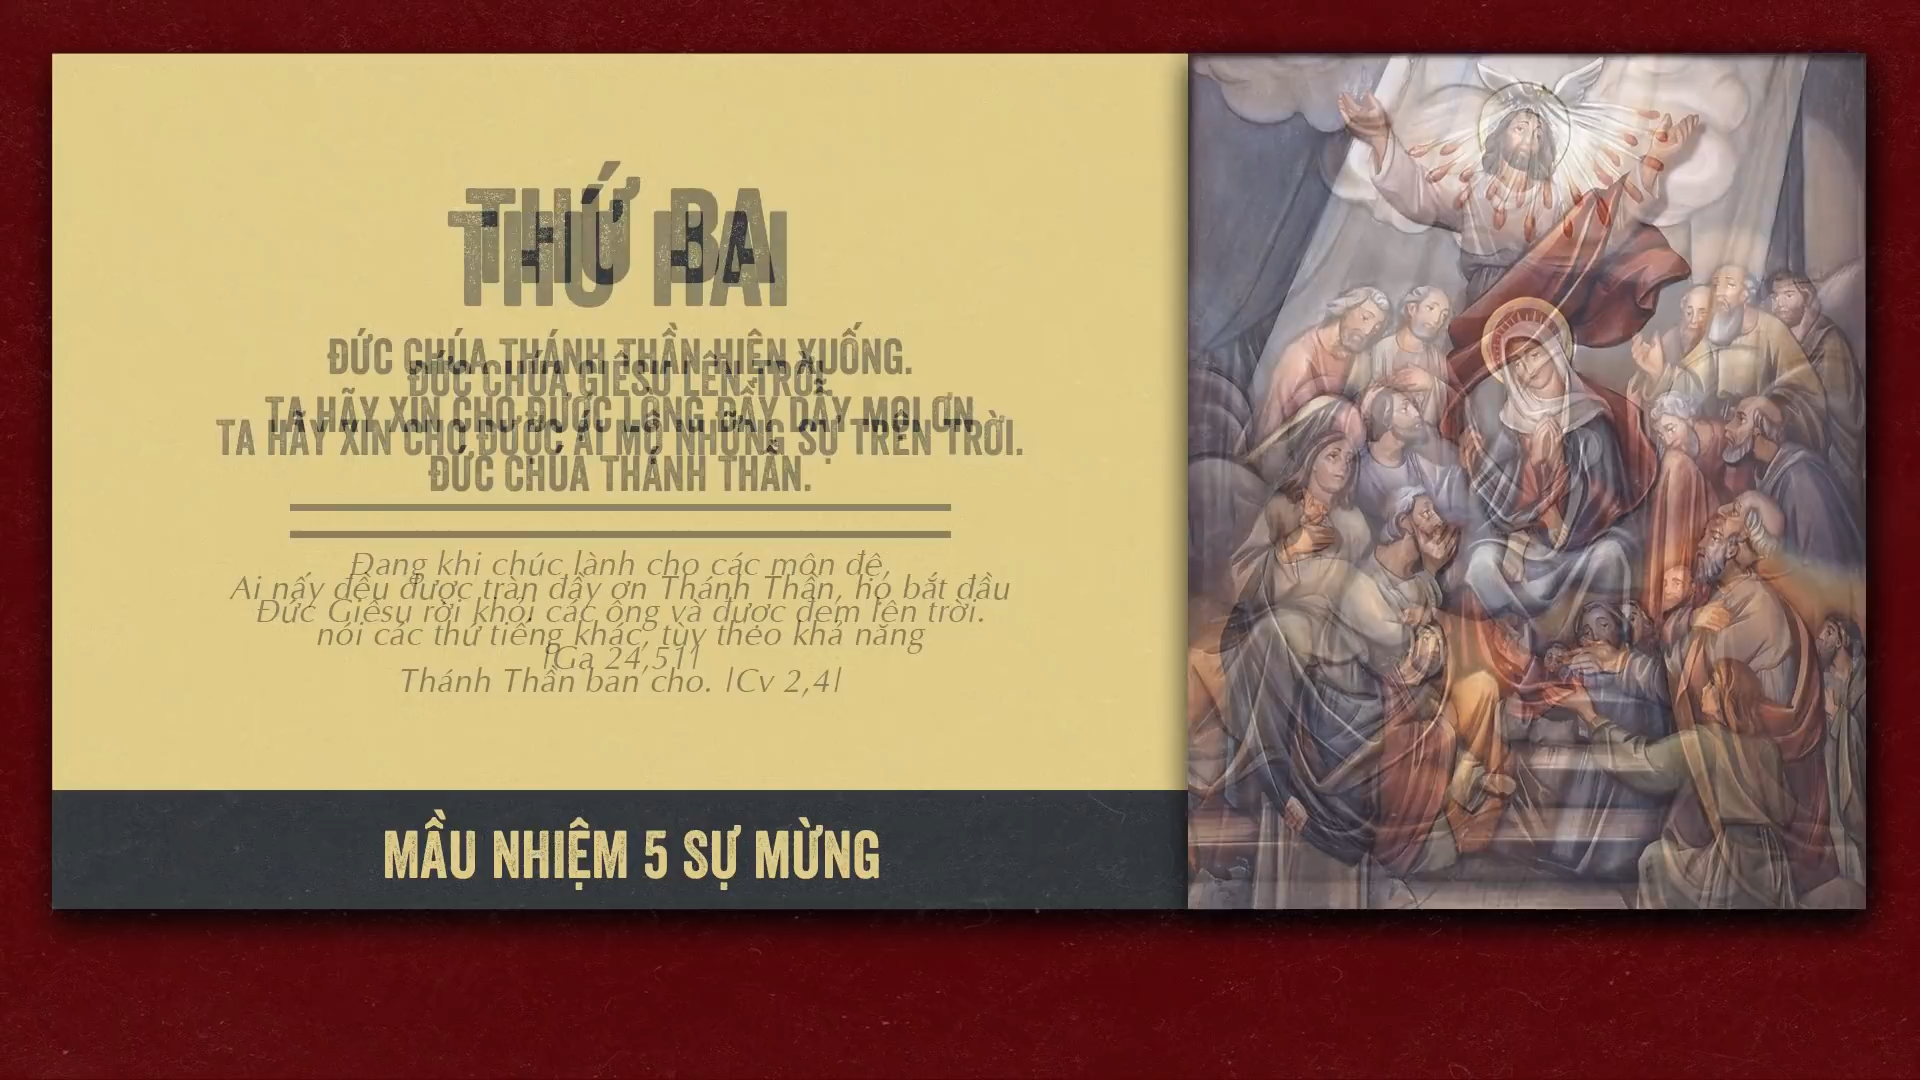 THỨ BA
THỨ HAI
ĐỨC CHÚA THÁNH THẦN HIỆN XUỐNG.
ĐỨC CHÚA GIÊSU LÊN TRỜI.
TA HÃY XIN CHO ĐƯỢC LÒNG ĐẦY DẪY MỌI ƠN
TA HÃY XIN CHO ĐƯỢC ÁI MỘ NHỮNG SỰ TRÊN TRỜI.
ĐỨC CHÚA THÁNH THẦN.
Đang khi chúc lành cho các môn đệ,
Ai nấy đều được tràn đầy ơn Thánh Thần, họ bắt đầu
Đức Giêsu rời khỏi các ông và được đem lên trời.
nói các thứ tiếng khác, tùy theo khả năng
|Ga 24,51|
Thánh Thần ban cho. |Cv 2,4|
MẦU NHIỆM 5 SỰ MỪNG